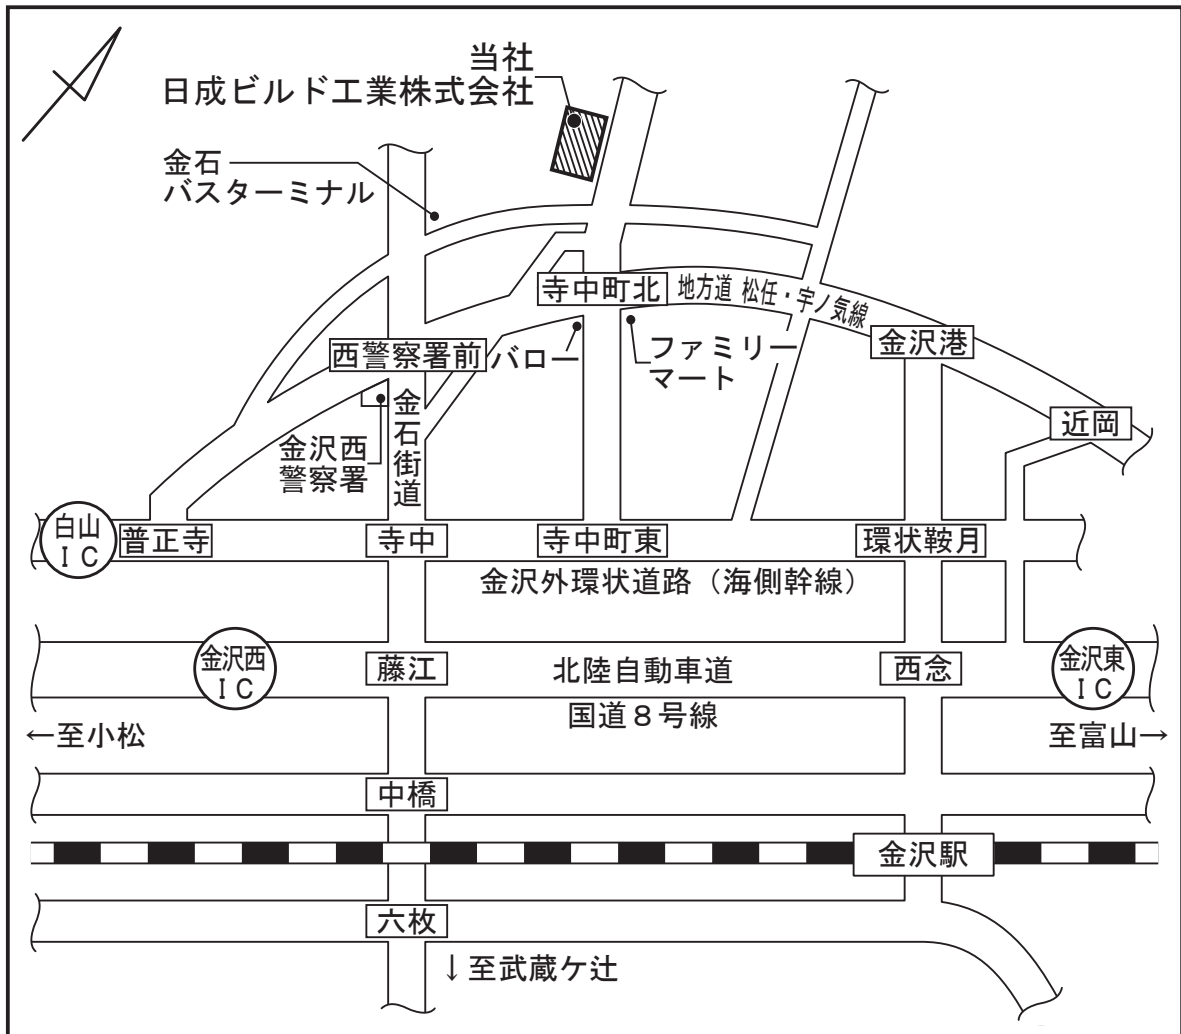 当社
日成ビルド工業株式会社
金石
バスターミナル
寺中町北
地方道 松任・宇ノ気線
西警察署前
バロー
ファミリー
マート
金沢港
近岡
金石街道
金沢西
警察署
白山
ＩＣ
普正寺
寺中
寺中町東
環状鞍月
金沢外環状道路（海側幹線）
金沢西
ＩＣ
藤江
北陸自動車道
西念
金沢東
ＩＣ
国道８号線
←至小松
至富山→
中橋
金沢駅
六枚
↓至武蔵ケ辻